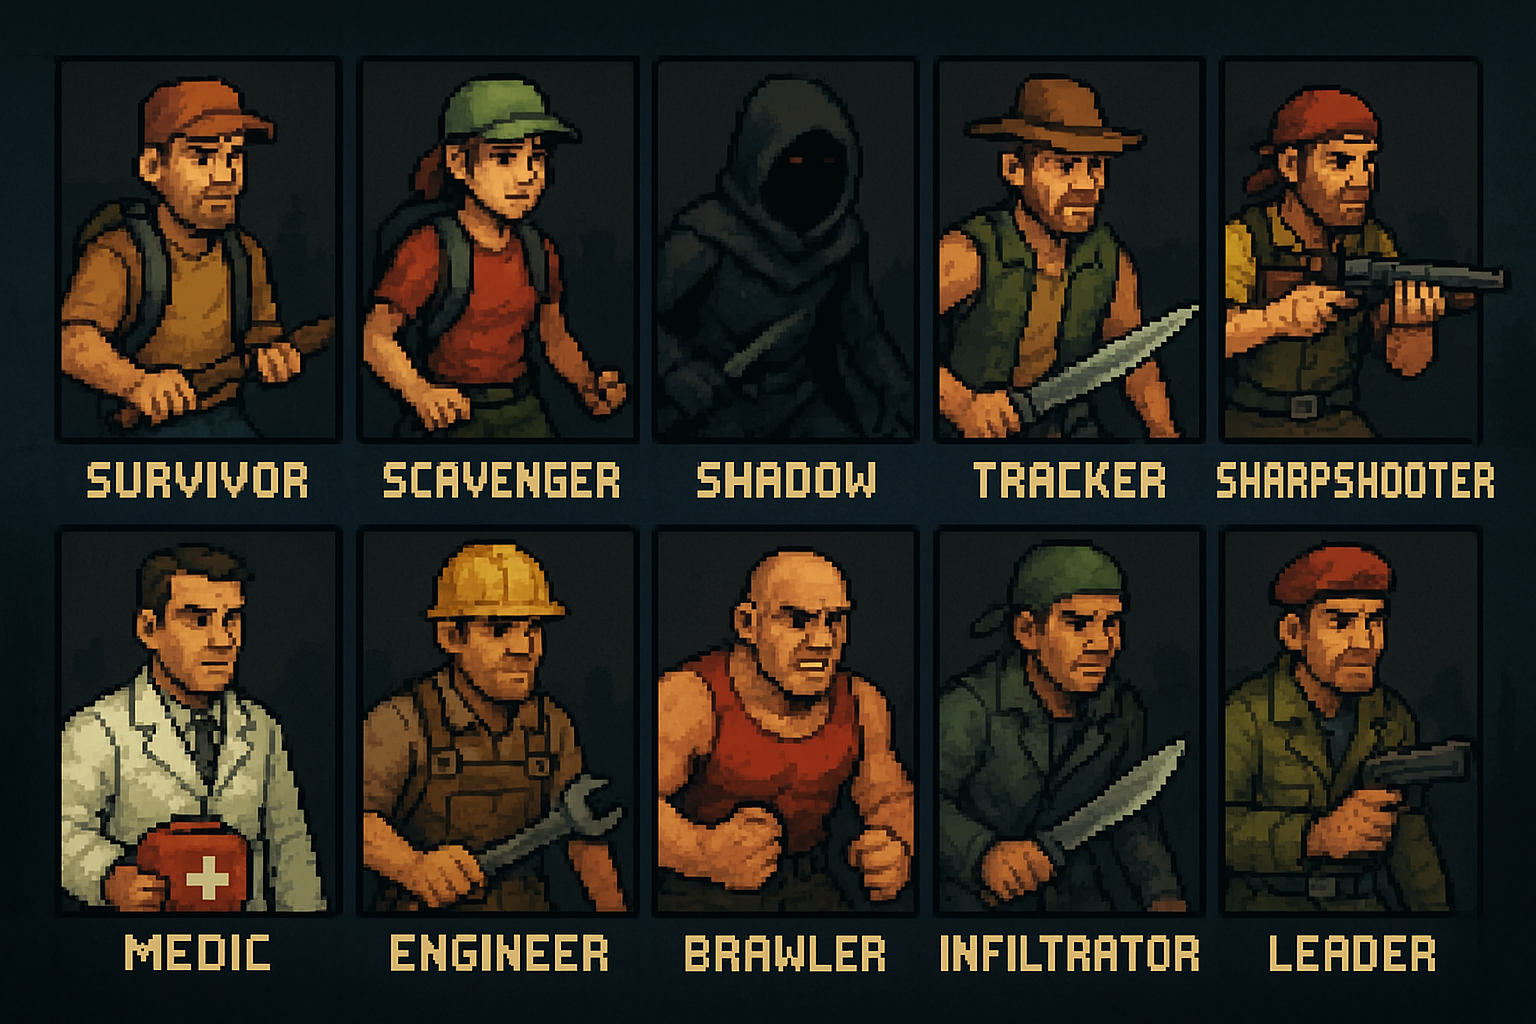 SURVIVOR
SCAVENGER
SHADOW
TRACKER
SHARPSHOOTER
MEDIC
ENGINEER
BRAWLER
INFILTRATOR
LEADER